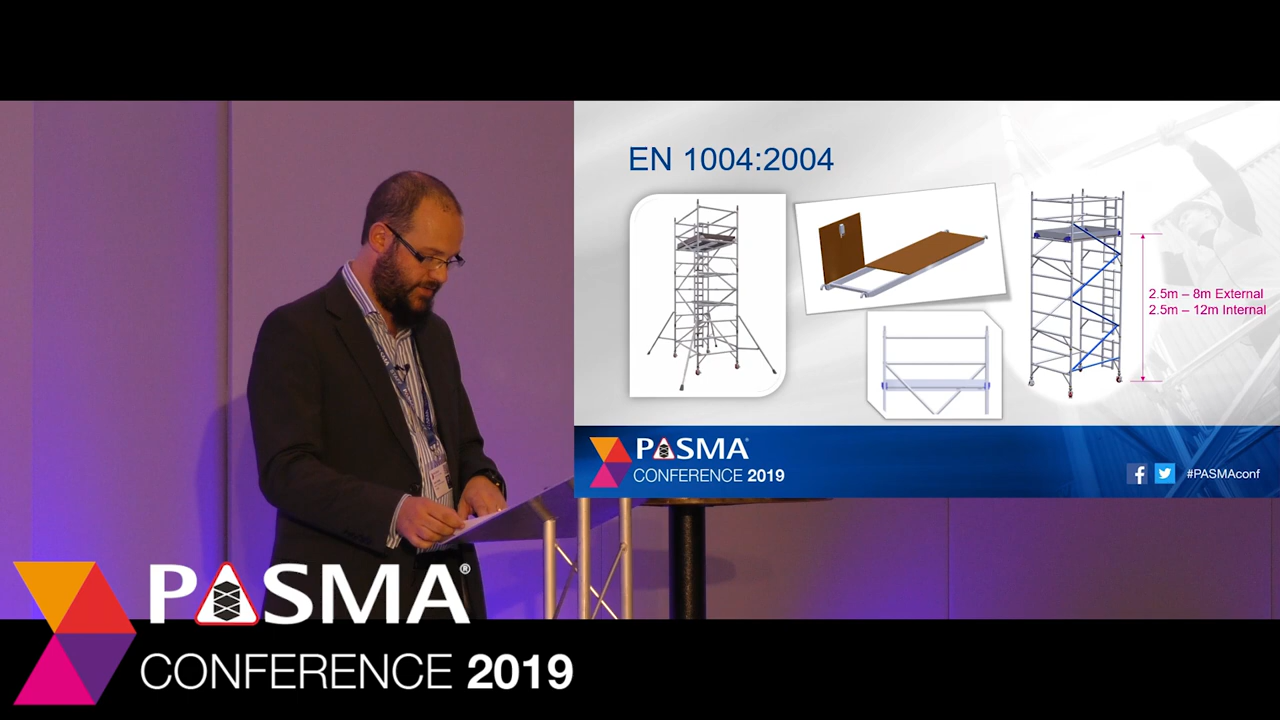 EN 1004:2004
2.5m – 8m External
2.5m – 12m Internal
PASMA®
CONFERENCE 2019
#PASMAconf
PASMA®
CONFERENCE 2019